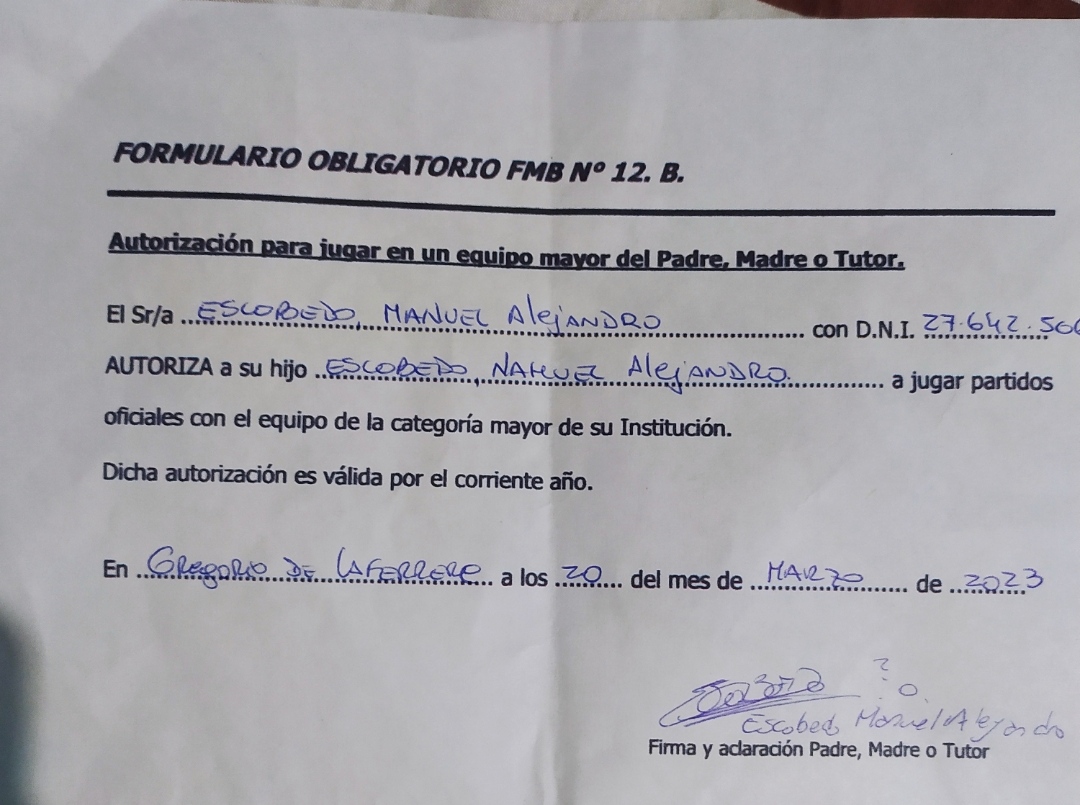 FORMULARIO OBLIGATORIO FMB Nº 12. B.
Autorización para jugar en un equipo mayor del Padre, Madre o Tutor.
El Sr/a ESCOBEDO, MANUEL AlejANDRO con D.N.I. 27.642.506
AUTORIZA a su hijo ESCOBEDO, NAHUEL AlejANDRO. a jugar partidos
oficiales con el equipo de la categoría mayor de su Institución.
Dicha autorización es válida por el corriente año.
En GREGORIO DE LAFERRERE a los 20 del mes de MARZO de 2023
Escobedo Manuel Alejandro
Firma y aclaración Padre, Madre o Tutor